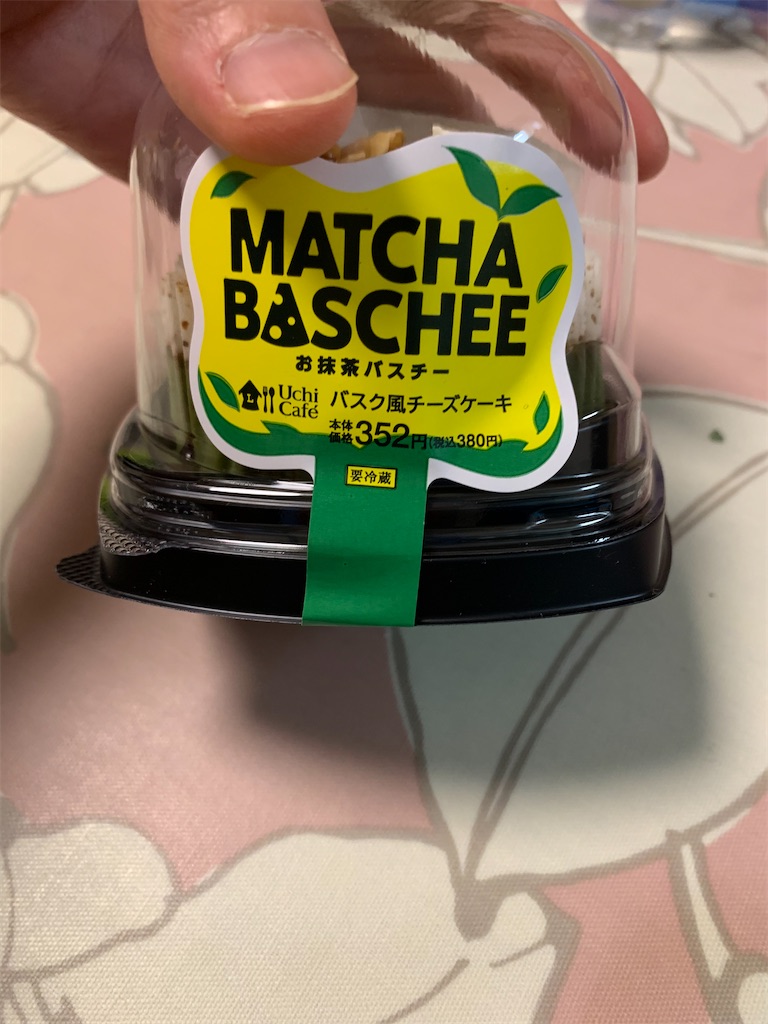 MATCHA
BASCHEE
お抹茶バスチー
Uchi
Café
バスク風チーズケーキ
本体
価格352円(税込380円)
要冷蔵